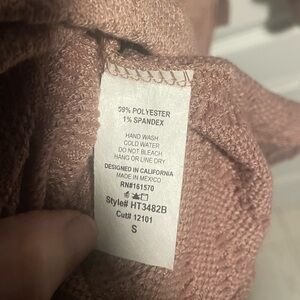 99% POLYESTER
1% SPANDEX
HAND WASH
COLD WATER
DO NOT BLEACH
HANG OR LINE DRY
DESIGNED IN CALIFORNIA
MADE IN MEXICO
RN#161570
Style# HT3482B
Cut# 12101
S